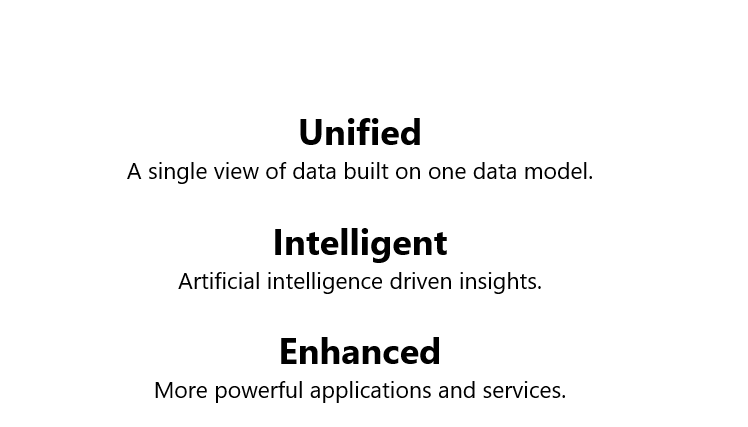 Unified
A single view of data built on one data model.
Intelligent
Artificial intelligence driven insights.
Enhanced
More powerful applications and services.